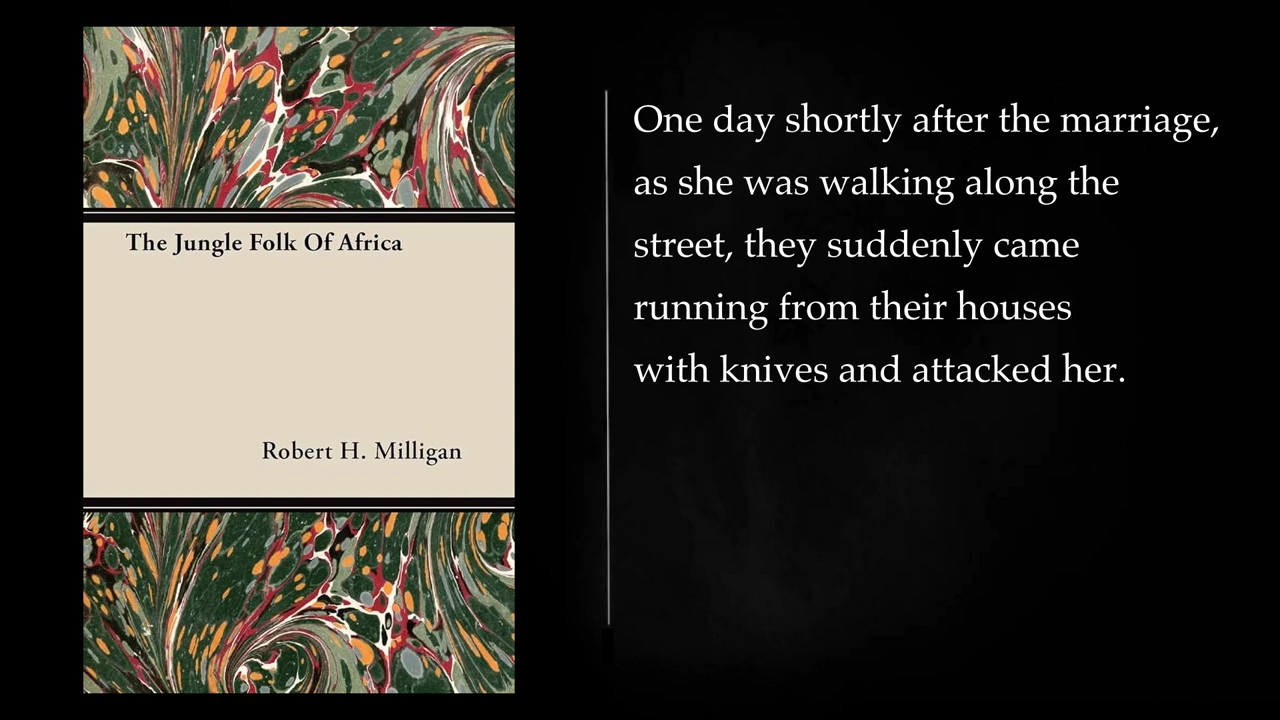 The Jungle Folk Of Africa
Robert H. Milligan
One day shortly after the marriage,
as she was walking along the
street, they suddenly came
running from their houses
with knives and attacked her.